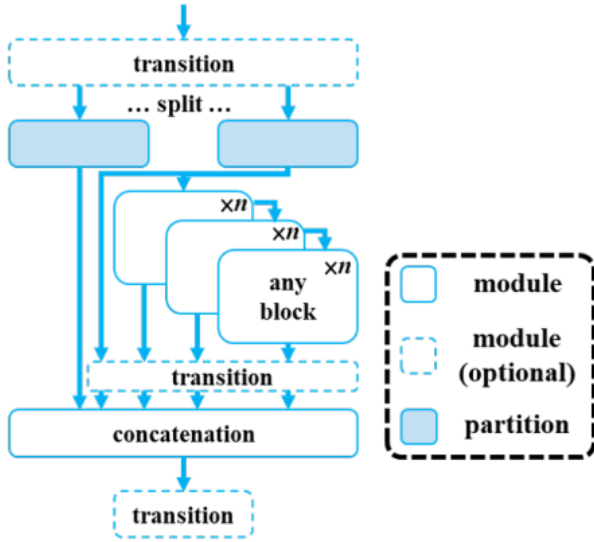 transition
... split ...
×n
×n
×n
any
block
transition
concatenation
transition
module
module
(optional)
partition